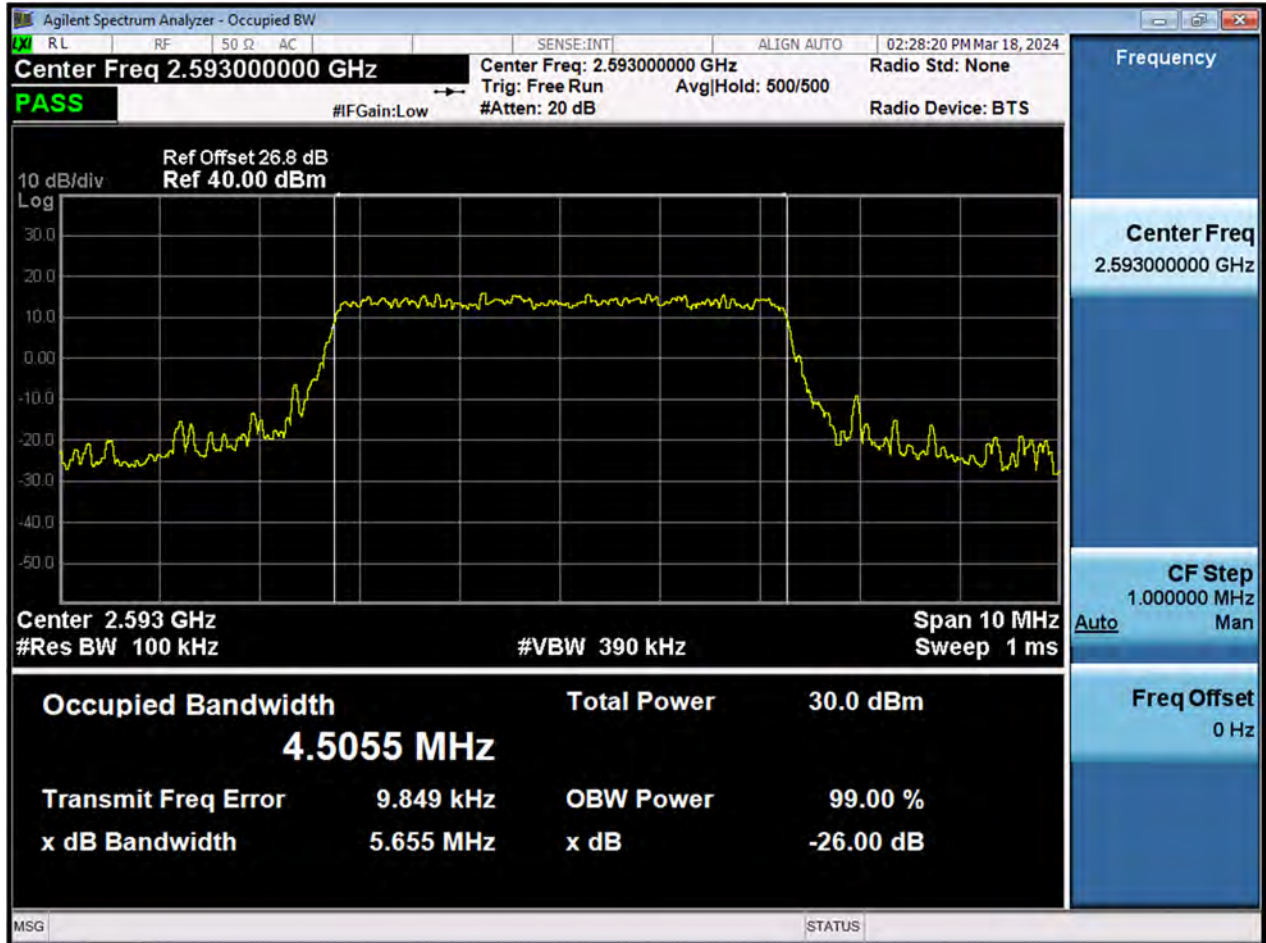 Agilent Spectrum Analyzer - Occupied BW
LXI RL RF 50 Ω AC SENSE:INT ALIGN AUTO 02:28:20 PM Mar 18, 2024
Center Freq 2.593000000 GHz
Center Freq: 2.593000000 GHz
Radio Std: None
Trig: Free Run Avg|Hold: 500/500
PASS
#IFGain:Low
#Atten: 20 dB
Radio Device: BTS
Ref Offset 26.8 dB
10 dB/div Ref 40.00 dBm
Log
30.0
20.0
10.0
0.00
-10.0
-20.0
-30.0
-40.0
-50.0
Center 2.593 GHz Span 10 MHz
#Res BW 100 kHz #VBW 390 kHz Sweep 1 ms
Occupied Bandwidth Total Power 30.0 dBm
4.5055 MHz
Transmit Freq Error 9.849 kHz OBW Power 99.00 %
x dB Bandwidth 5.655 MHz x dB -26.00 dB
MSG STATUS
Frequency
Center Freq
2.593000000 GHz
CF Step
1.000000 MHz
Auto Man
Freq Offset
0 Hz